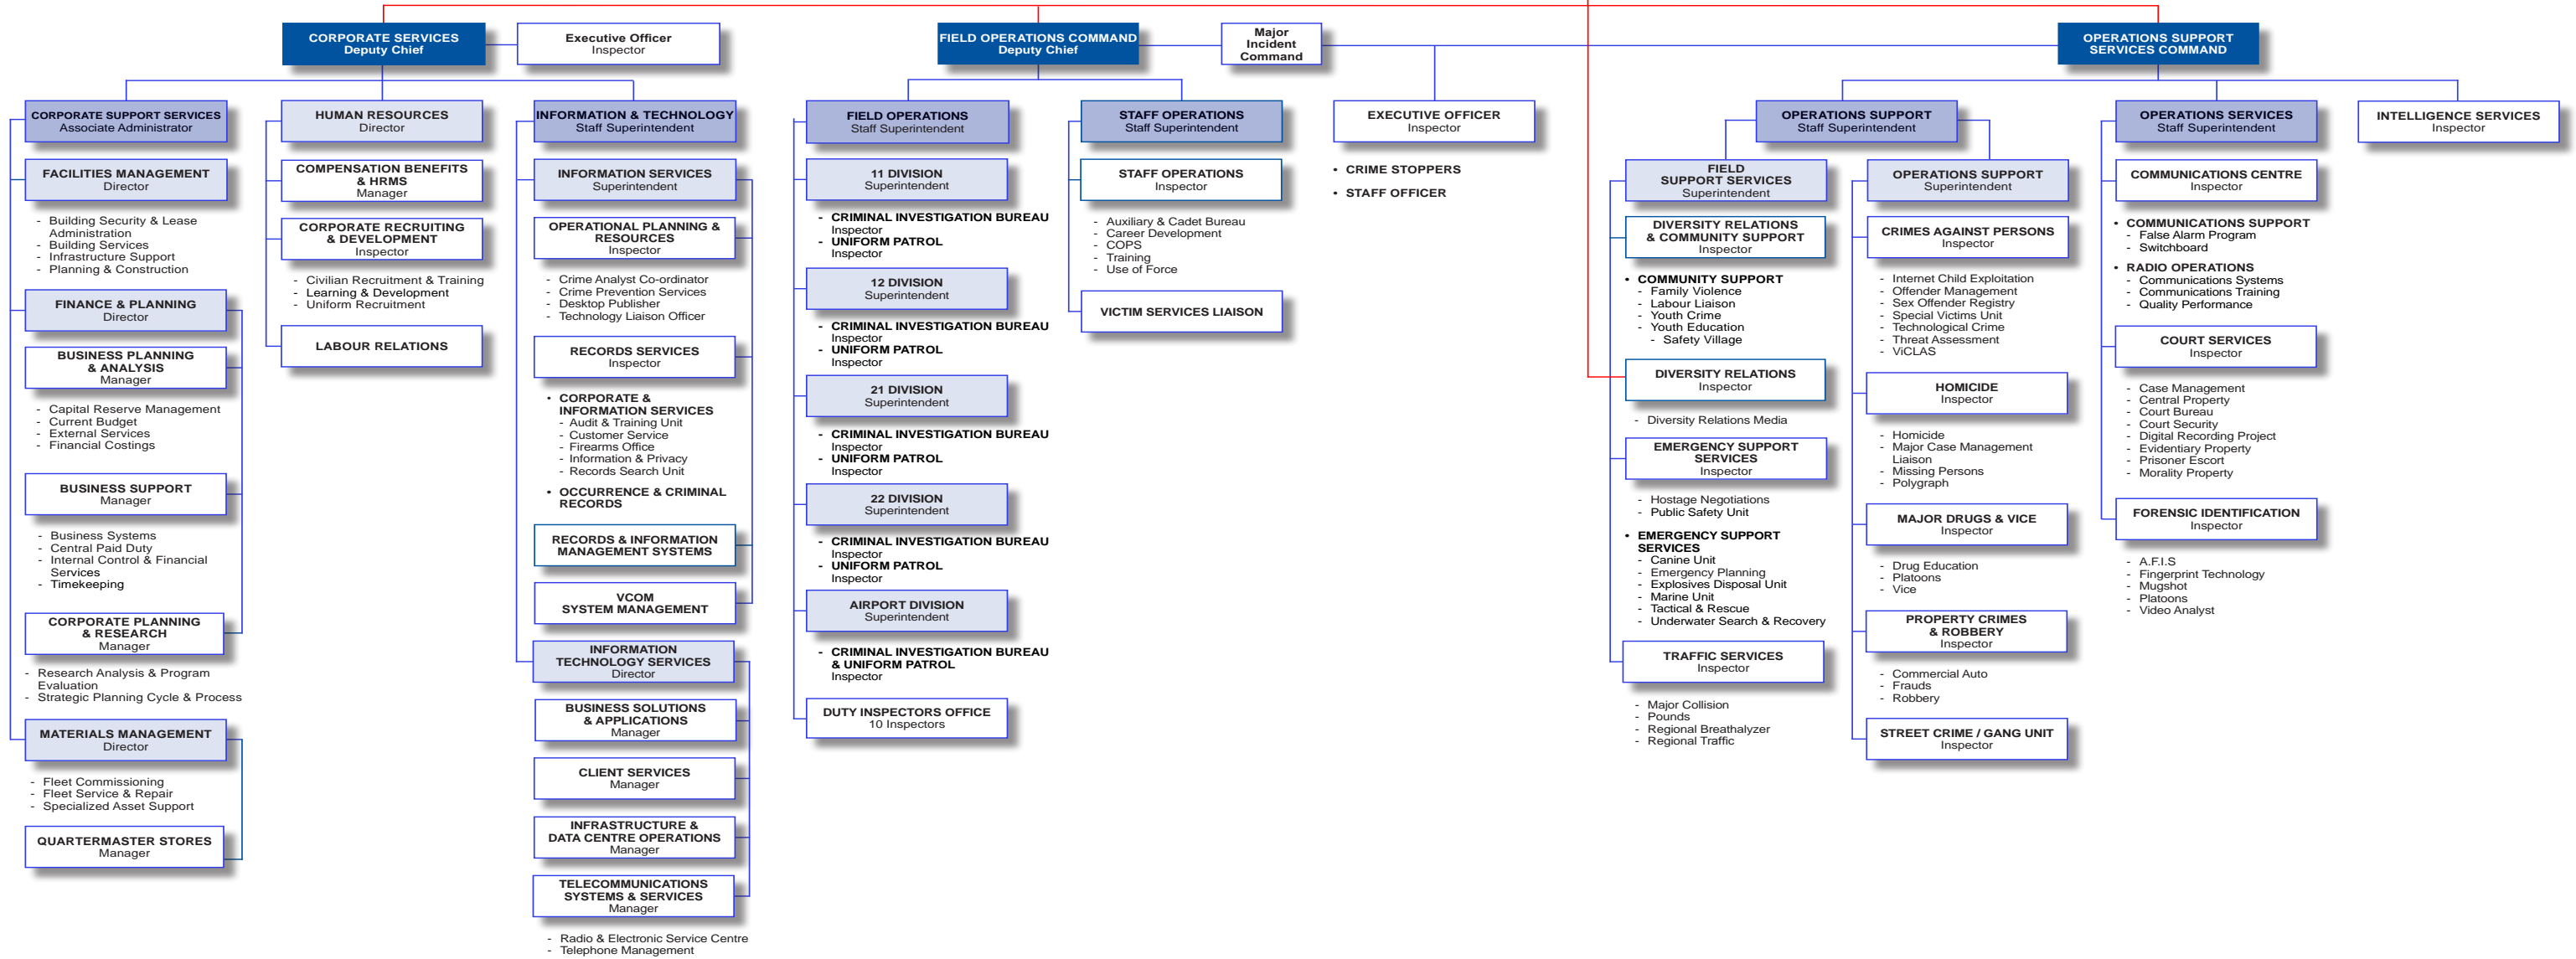 CORPORATE SERVICES
Deputy Chief
Executive Officer
Inspector
FIELD OPERATIONS COMMAND
Deputy Chief
Major
Incident
Command
OPERATIONS SUPPORT
SERVICES COMMAND
CORPORATE SUPPORT SERVICES
Associate Administrator
FACILITIES MANAGEMENT
Director
- Building Security & Lease
Administration
- Building Services
- Infrastructure Support
- Planning & Construction
FINANCE & PLANNING
Director
BUSINESS PLANNING
& ANALYSIS
Manager
- Capital Reserve Management
- Current Budget
- External Services
- Financial Costings
BUSINESS SUPPORT
Manager
- Business Systems
- Central Paid Duty
- Internal Control & Financial
Services
- Timekeeping
CORPORATE PLANNING
& RESEARCH
Manager
- Research Analysis & Program
Evaluation
- Strategic Planning Cycle & Process
MATERIALS MANAGEMENT
Director
- Fleet Commissioning
- Fleet Service & Repair
- Specialized Asset Support
QUARTERMASTER STORES
Manager
HUMAN RESOURCES
Director
COMPENSATION BENEFITS
& HRMS
Manager
CORPORATE RECRUITING
& DEVELOPMENT
Inspector
- Civilian Recruitment & Training
- Learning & Development
- Uniform Recruitment
LABOUR RELATIONS
INFORMATION & TECHNOLOGY
Staff Superintendent
INFORMATION SERVICES
Superintendent
OPERATIONAL PLANNING &
RESOURCES
Inspector
- Crime Analyst Co-ordinator
- Crime Prevention Services
- Desktop Publisher
- Technology Liaison Officer
RECORDS SERVICES
Inspector
• CORPORATE &
INFORMATION SERVICES
- Audit & Training Unit
- Customer Service
- Firearms Office
- Information & Privacy
- Records Search Unit
• OCCURRENCE & CRIMINAL
RECORDS
RECORDS & INFORMATION
MANAGEMENT SYSTEMS
VCOM
SYSTEM MANAGEMENT
INFORMATION
TECHNOLOGY SERVICES
Director
BUSINESS SOLUTIONS
& APPLICATIONS
Manager
CLIENT SERVICES
Manager
INFRASTRUCTURE &
DATA CENTRE OPERATIONS
Manager
TELECOMMUNICATIONS
SYSTEMS & SERVICES
Manager
- Radio & Electronic Service Centre
- Telephone Management
FIELD OPERATIONS
Staff Superintendent
11 DIVISION
Superintendent
- CRIMINAL INVESTIGATION BUREAU
Inspector
- UNIFORM PATROL
Inspector
12 DIVISION
Superintendent
- CRIMINAL INVESTIGATION BUREAU
Inspector
- UNIFORM PATROL
Inspector
21 DIVISION
Superintendent
- CRIMINAL INVESTIGATION BUREAU
Inspector
- UNIFORM PATROL
Inspector
22 DIVISION
Superintendent
- CRIMINAL INVESTIGATION BUREAU
Inspector
- UNIFORM PATROL
Inspector
AIRPORT DIVISION
Superintendent
- CRIMINAL INVESTIGATION BUREAU
& UNIFORM PATROL
Inspector
DUTY INSPECTORS OFFICE
10 Inspectors
STAFF OPERATIONS
Staff Superintendent
STAFF OPERATIONS
Inspector
- Auxiliary & Cadet Bureau
- Career Development
- COPS
- Training
- Use of Force
VICTIM SERVICES LIAISON
EXECUTIVE OFFICER
Inspector
• CRIME STOPPERS
• STAFF OFFICER
OPERATIONS SUPPORT
Staff Superintendent
FIELD
SUPPORT SERVICES
Superintendent
DIVERSITY RELATIONS
& COMMUNITY SUPPORT
Inspector
• COMMUNITY SUPPORT
- Family Violence
- Labour Liaison
- Youth Crime
- Youth Education
- Safety Village
DIVERSITY RELATIONS
Inspector
- Diversity Relations Media
EMERGENCY SUPPORT
SERVICES
Inspector
- Hostage Negotiations
- Public Safety Unit
• EMERGENCY SUPPORT
SERVICES
- Canine Unit
- Emergency Planning
- Explosives Disposal Unit
- Marine Unit
- Tactical & Rescue
- Underwater Search & Recovery
TRAFFIC SERVICES
Inspector
- Major Collision
- Pounds
- Regional Breathalyzer
- Regional Traffic
OPERATIONS SUPPORT
Superintendent
CRIMES AGAINST PERSONS
Inspector
- Internet Child Exploitation
- Offender Management
- Sex Offender Registry
- Special Victims Unit
- Technological Crime
- Threat Assessment
- ViCLAS
HOMICIDE
Inspector
- Homicide
- Major Case Management
Liaison
- Missing Persons
- Polygraph
MAJOR DRUGS & VICE
Inspector
- Drug Education
- Platoons
- Vice
PROPERTY CRIMES
& ROBBERY
Inspector
- Commercial Auto
- Frauds
- Robbery
STREET CRIME / GANG UNIT
Inspector
OPERATIONS SERVICES
Staff Superintendent
COMMUNICATIONS CENTRE
Inspector
• COMMUNICATIONS SUPPORT
- False Alarm Program
- Switchboard
• RADIO OPERATIONS
- Communications Systems
- Communications Training
- Quality Performance
COURT SERVICES
Inspector
- Case Management
- Central Property
- Court Bureau
- Court Security
- Digital Recording Project
- Evidentiary Property
- Prisoner Escort
- Morality Property
FORENSIC IDENTIFICATION
Inspector
- A.F.I.S
- Fingerprint Technology
- Mugshot
- Platoons
- Video Analyst
INTELLIGENCE SERVICES
Inspector